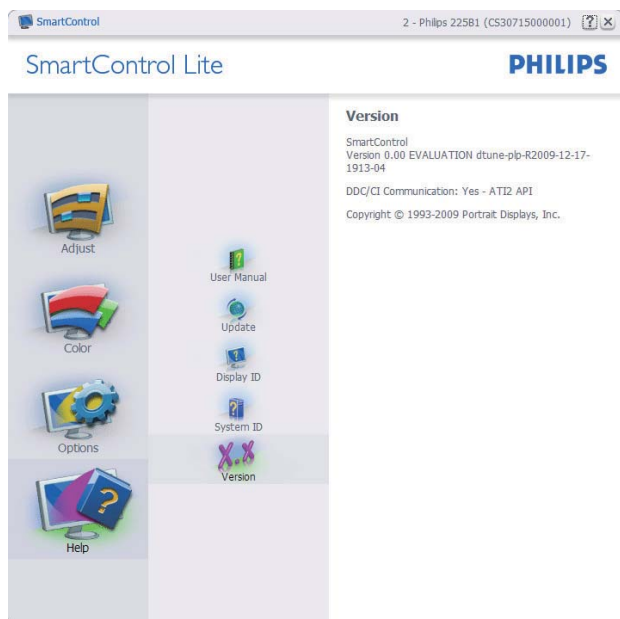 SmartControl
2 - Philips 225B1 (CS30715000001)
SmartControl Lite
PHILIPS
Adjust
Color
Options
Help
User Manual
Update
Display ID
System ID
X.X
Version
Version
SmartControl
Version 0.00 EVALUATION dtune-plp-R2009-12-17-
1913-04
DDC/CI Communication: Yes - ATI2 API
Copyright © 1993-2009 Portrait Displays, Inc.